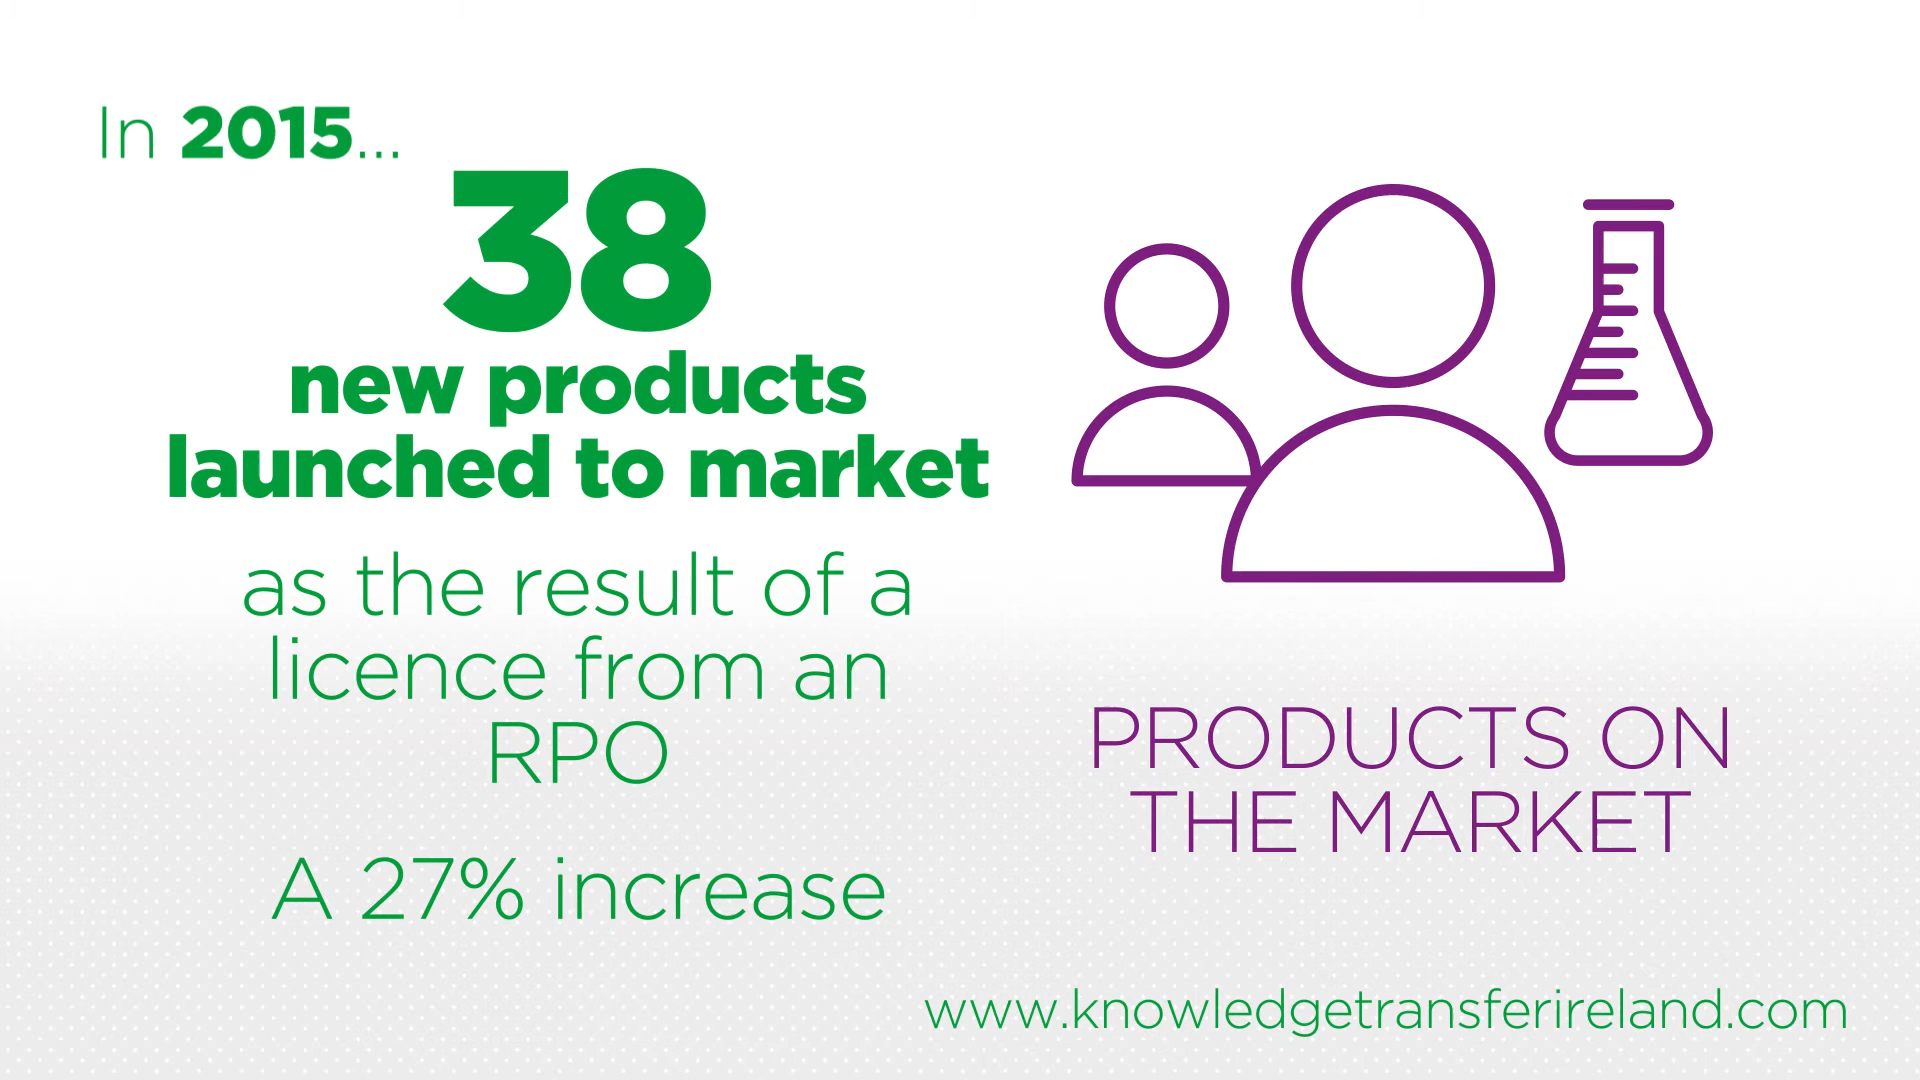 In 2015...
38
new products
launched to market
as the result of a
licence from an
RPO
A 27% increase
PRODUCTS ON
THE MARKET
www.knowledgetransferireland.com